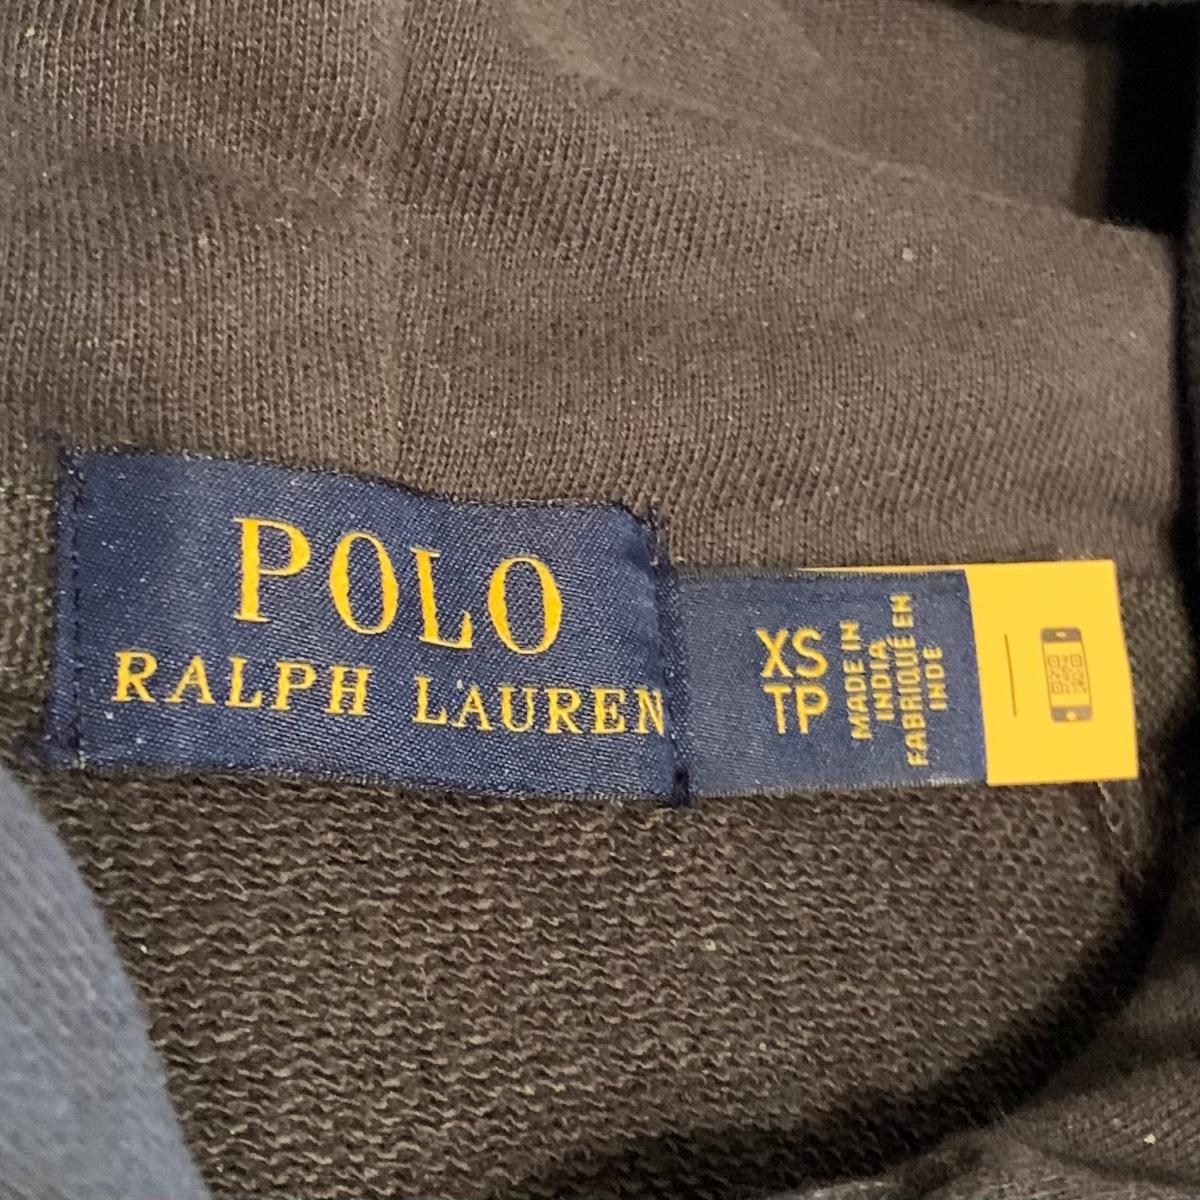 POLO
RALPH LAUREN
XS
TP
MADE IN
INDIA
FABRIQUÉ EN
INDE